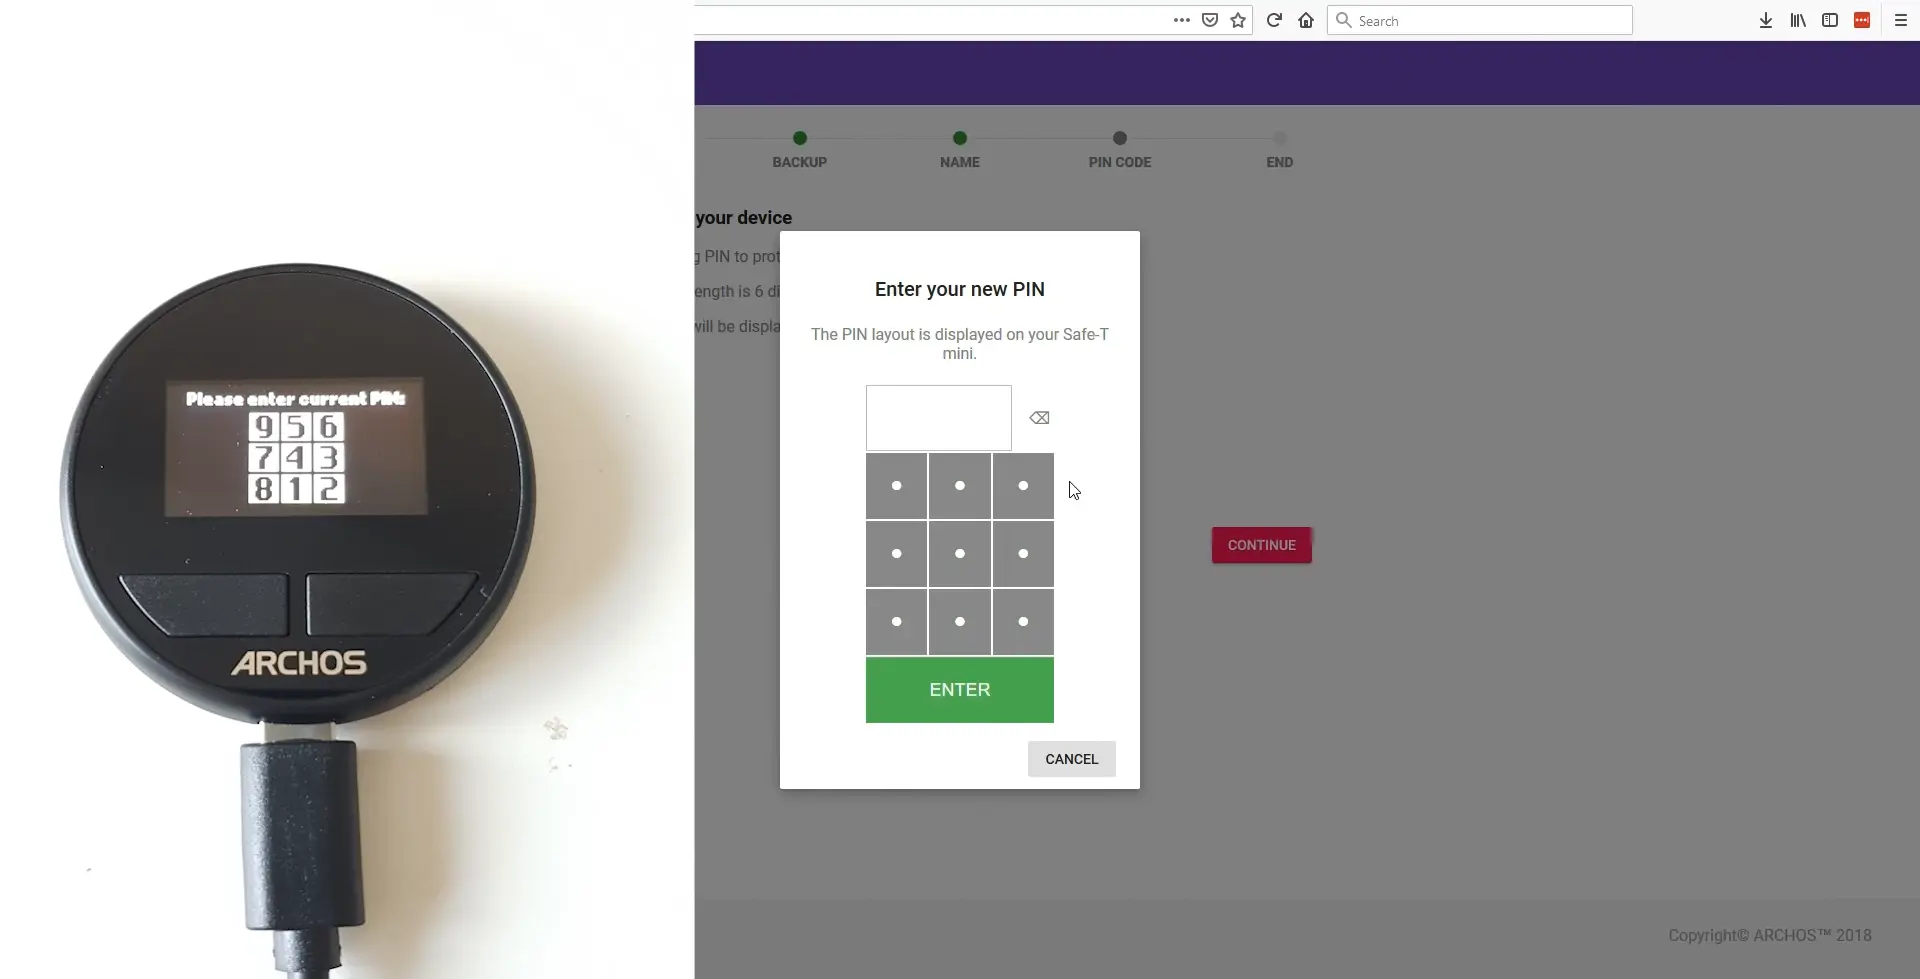 Please enter current PIN:
9 5 6
7 4 3
8 1 2
ARCHOS
Search
BACKUP
NAME
PIN CODE
END
your device
g PIN to prot
ength is 6 di
will be displa
Enter your new PIN
The PIN layout is displayed on your Safe-T
mini.
ENTER
CANCEL
CONTINUE
Copyright© ARCHOS™ 2018